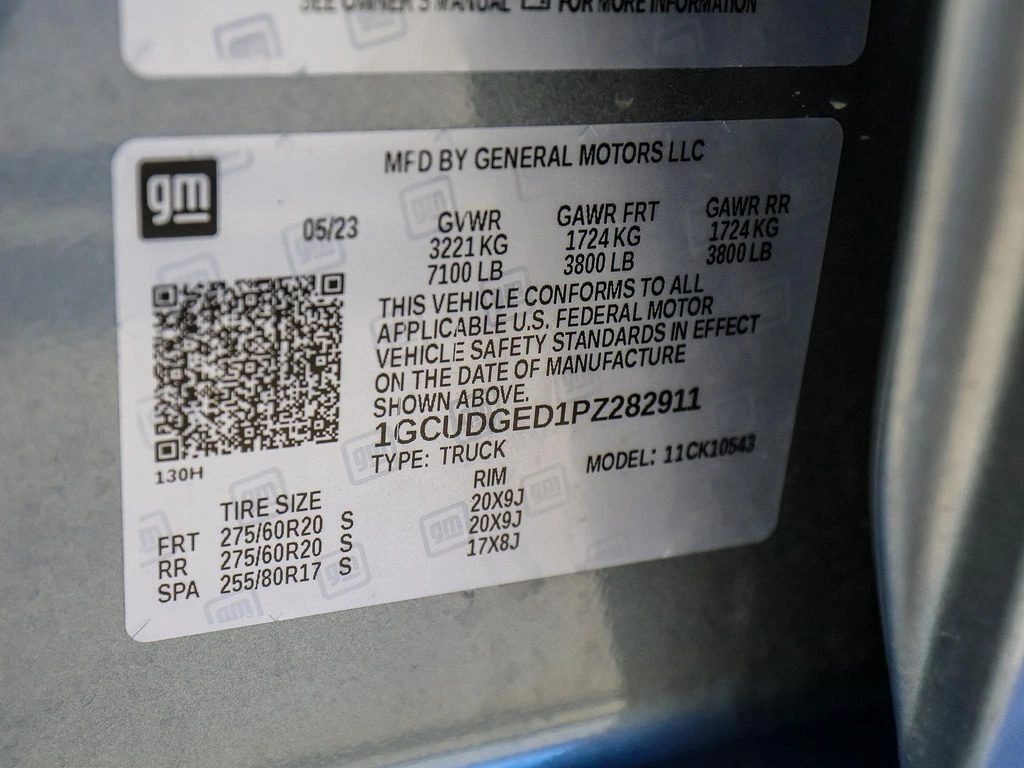 SEE OWNER'S MANUAL FOR MORE INFORMATION
gm
MFD BY GENERAL MOTORS LLC
05/23
GVWR GAWR FRT GAWR RR
3221 KG 1724 KG 1724 KG
7100 LB 3800 LB 3800 LB
THIS VEHICLE CONFORMS TO ALL
APPLICABLE U.S. FEDERAL MOTOR
VEHICLE SAFETY STANDARDS IN EFFECT
ON THE DATE OF MANUFACTURE
SHOWN ABOVE.
1GCUDGED1PZ282911
TYPE: TRUCK MODEL: 11CK10543
130H
TIRE SIZE RIM
FRT 275/60R20 S 20X9J
RR 275/60R20 S 20X9J
SPA 255/80R17 S 17X8J